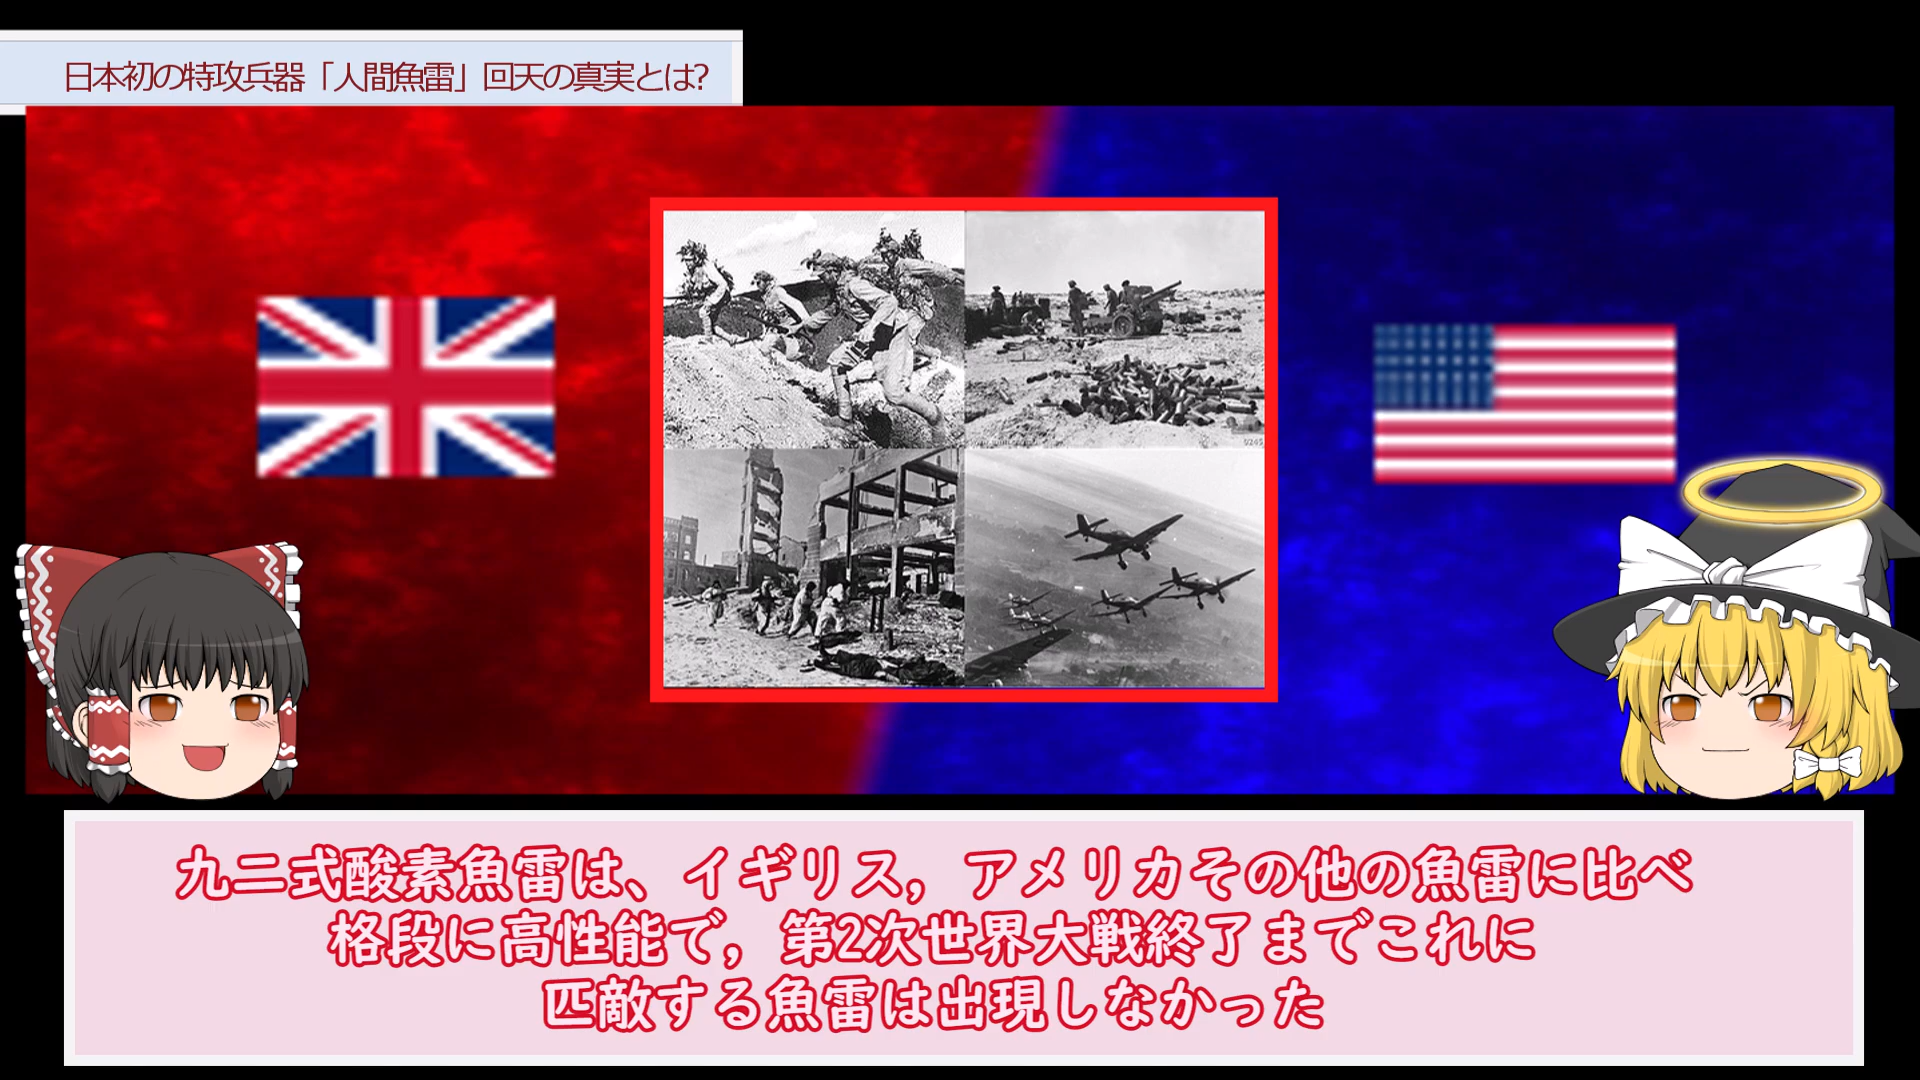 日本初の特攻兵器「人間魚雷」回天の真実とは?
九二式酸素魚雷は、イギリス，アメリカその他の魚雷に比べ
格段に高性能で，第2次世界大戦終了までこれに
匹敵する魚雷は出現しなかった